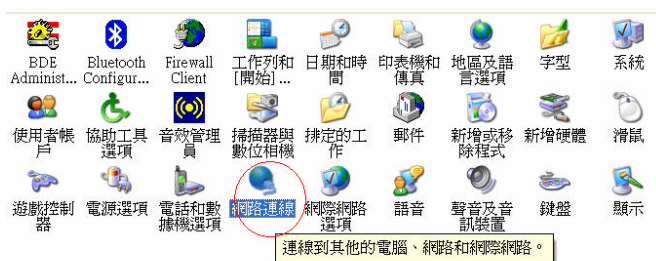 BDE Bluetooth Firewall 工作列和 日期和時 印表機和 地區及語 字型 系統
Administ... Configur... Client [開始] ... 間 傳真 言選項
使用者帳 協助工具 音效管理 掃描器與 排定的工 郵件 新增或移 新增硬體 滑鼠
戶 選項 員 數位相機 作 除程式
遊戲控制 電源選項 電話和數 網路連線 網際網路 語音 聲音及音 鍵盤 顯示
器 據機選項 選項 訊裝置
連線到其他的電腦、網路和網際網路。